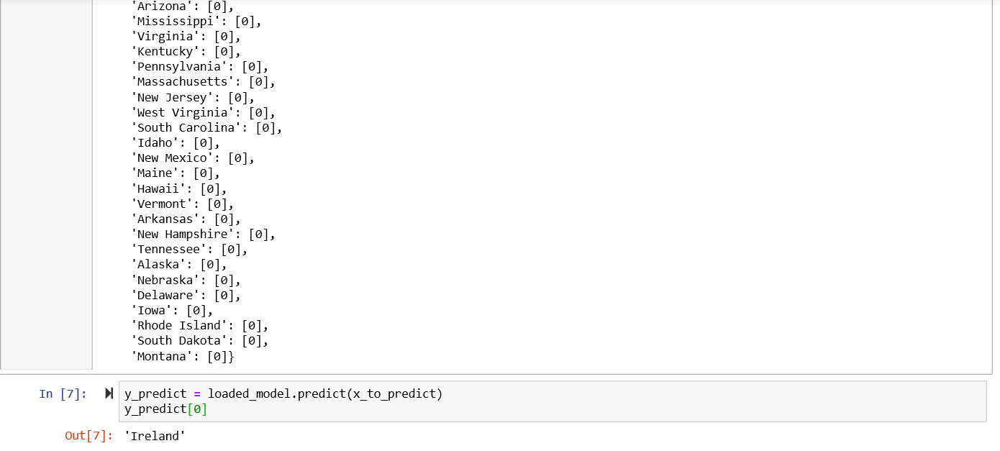 'Arizona': [0],
'Mississippi': [0],
'Virginia': [0],
'Kentucky': [0],
'Pennsylvania': [0],
'Massachusetts': [0],
'New Jersey': [0],
'West Virginia': [0],
'South Carolina': [0],
'Idaho': [0],
'New Mexico': [0],
'Maine': [0],
'Hawaii': [0],
'Vermont': [0],
'Arkansas': [0],
'New Hampshire': [0],
'Tennessee': [0],
'Alaska': [0],
'Nebraska': [0],
'Delaware': [0],
'Iowa': [0],
'Rhode Island': [0],
'South Dakota': [0],
'Montana': [0]}
In [7]: y_predict = loaded_model.predict(x_to_predict)
y_predict[0]
Out[7]: 'Ireland'